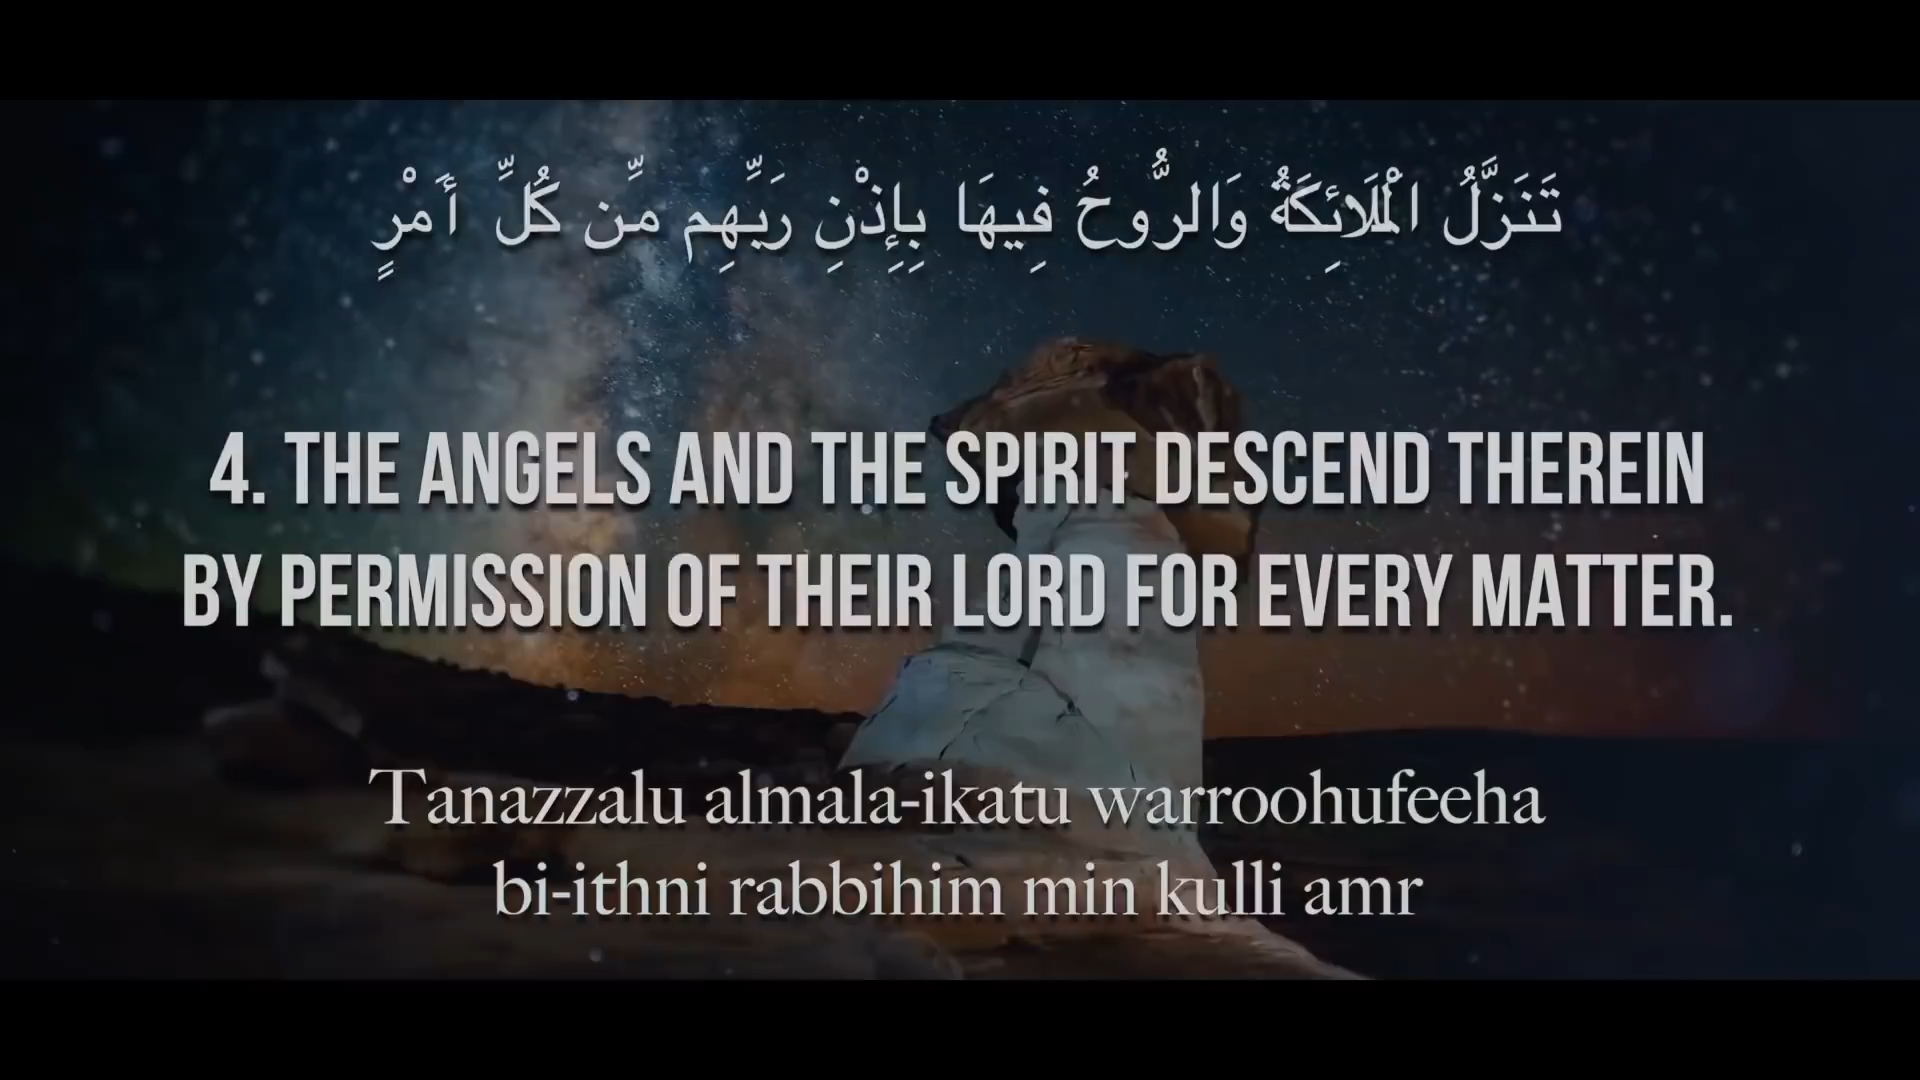 تَنَزَّلُ الْمَلَائِكَةُ وَالرُّوحُ فِيهَا بِإِذْنِ رَبِّهِم مِّن كُلِّ أَمْرٍ
4. THE ANGELS AND THE SPIRIT DESCEND THEREIN
BY PERMISSION OF THEIR LORD FOR EVERY MATTER.
Tanazzalu almala-ikatu warroohufeeha
bi-ithni rabbihim min kulli amr